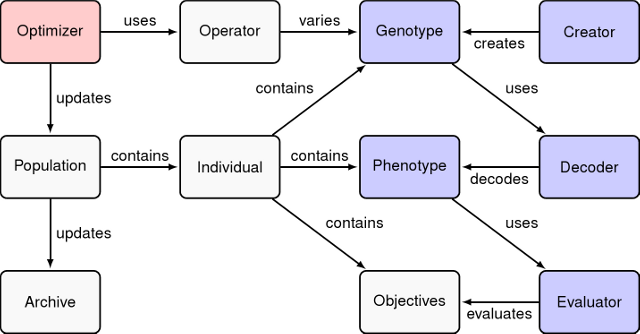 Optimizer
uses
Operator
varies
Genotype
creates
Creator
updates
contains
uses
Population
contains
Individual
contains
Phenotype
decodes
Decoder
updates
contains
uses
Archive
Objectives
evaluates
Evaluator